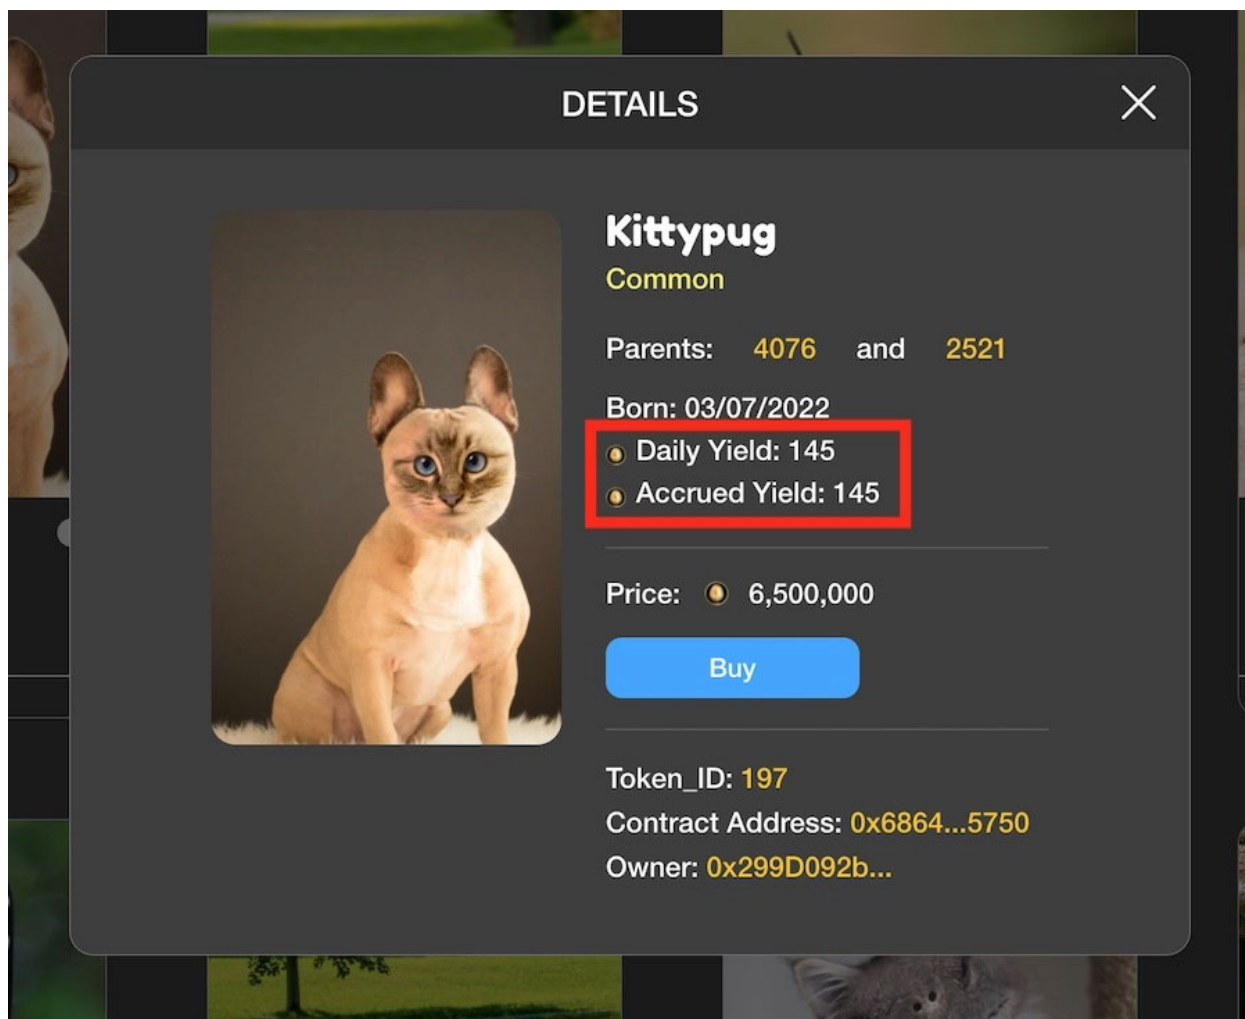 DETAILS
Kittypug
Common
Parents: 4076 and 2521
Born: 03/07/2022
Daily Yield: 145
Accrued Yield: 145
Price: 6,500,000
Buy
Token_ID: 197
Contract Address: 0x6864...5750
Owner: 0x299D092b...